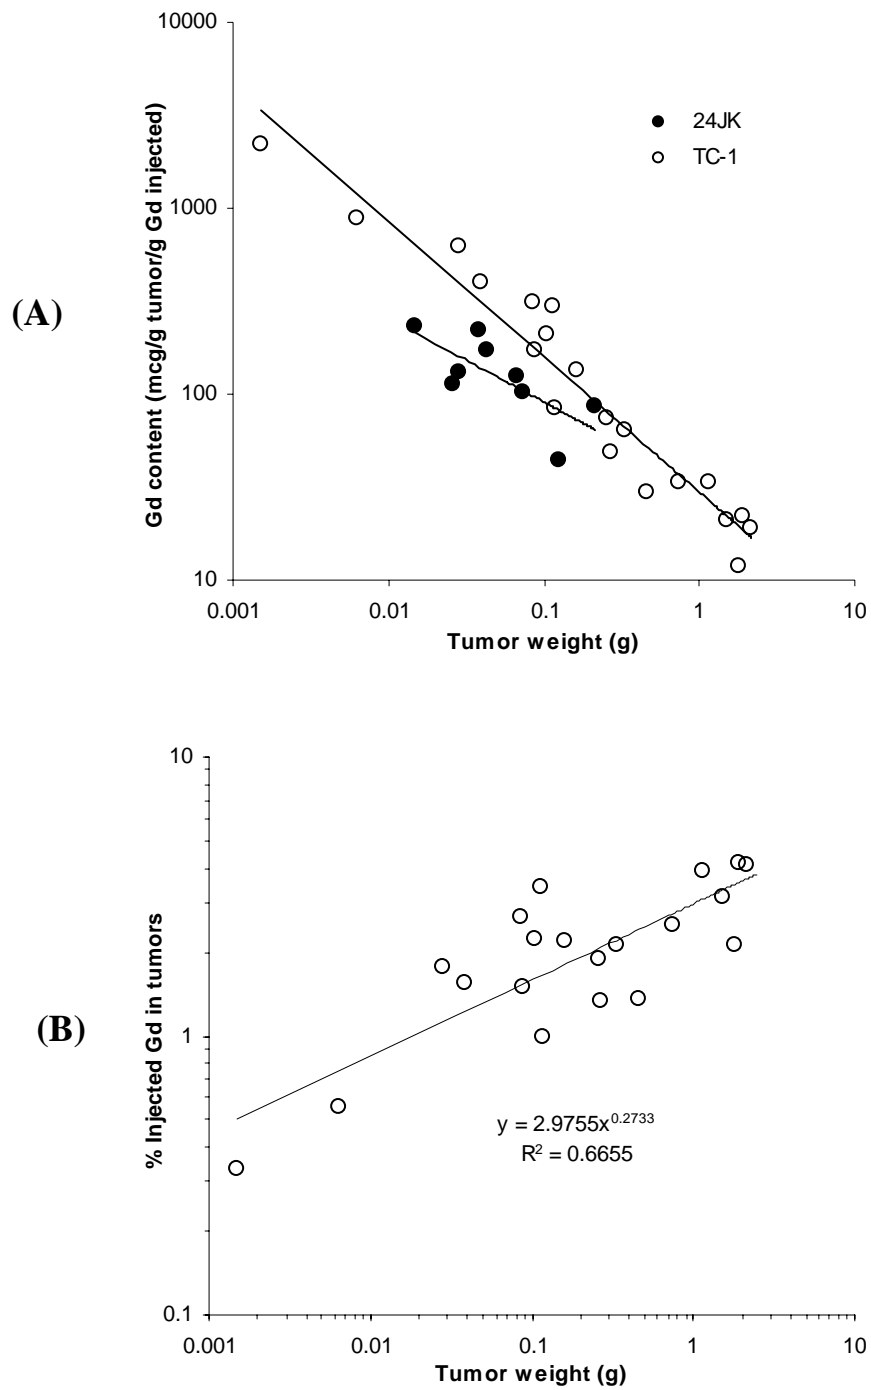 (A)
Gd content (mcg/g tumor/g Gd injected)
10000
1000
100
10
0.001 0.01 0.1 1 10
Tumor weight (g)
24JK
TC-1
(B)
% Injected Gd in tumors
10
1
0.1
0.001 0.01 0.1 1 10
Tumor weight (g)
y = 2.9755x^0.2733
R² = 0.6655